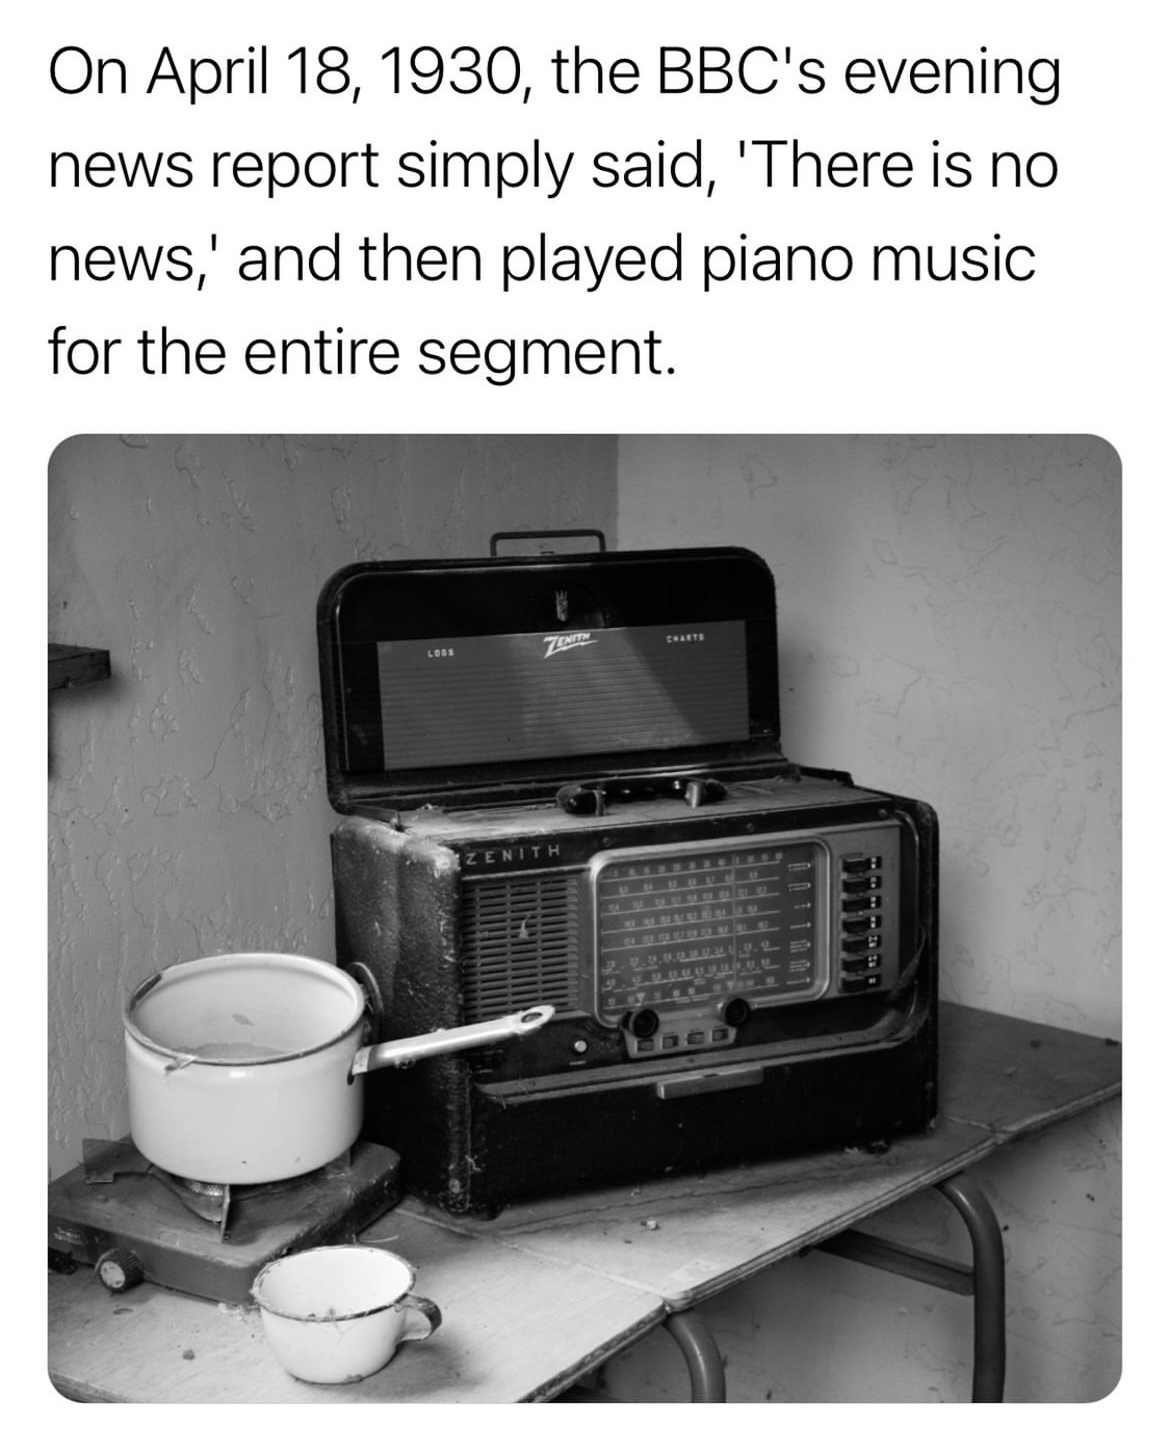 On April 18, 1930, the BBC's evening
news report simply said, 'There is no
news,' and then played piano music
for the entire segment.
LOGS
ZENITH
CHARTS
ZENITH